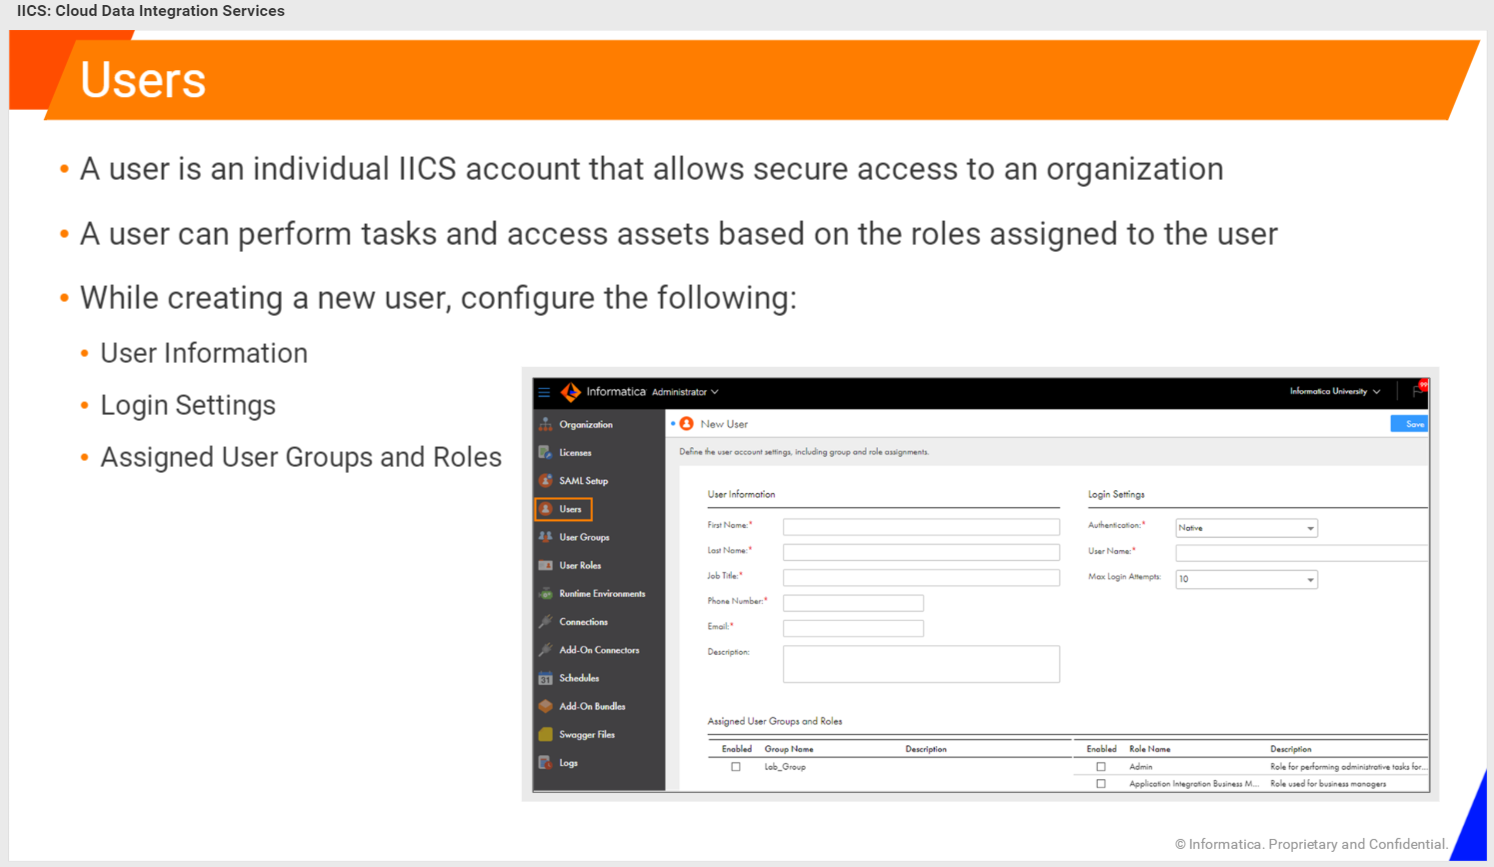 IICS: Cloud Data Integration Services
Users
• A user is an individual IICS account that allows secure access to an organization
• A user can perform tasks and access assets based on the roles assigned to the user
• While creating a new user, configure the following:
• User Information
• Login Settings
• Assigned User Groups and Roles
Informatica Administrator
Informatica University
99
Organization
Licenses
SAML Setup
Users
User Groups
User Roles
Runtime Environments
Connections
Add-On Connectors
31
Schedules
Add-On Bundles
Swagger Files
Logs
New User
Save
Define the user account settings, including group and role assignments.
User Information
First Name:*
Last Name:*
Job Title:*
Phone Number:*
Email:*
Description:
Login Settings
Authentication:* Native
User Name:*
Max Login Attempts: 10
Assigned User Groups and Roles
Enabled Group Name Description
Lab_Group
Enabled Role Name Description
Admin Role for performing administrative tasks for...
Application Integration Business M... Role used for business managers
© Informatica. Proprietary and Confidential.